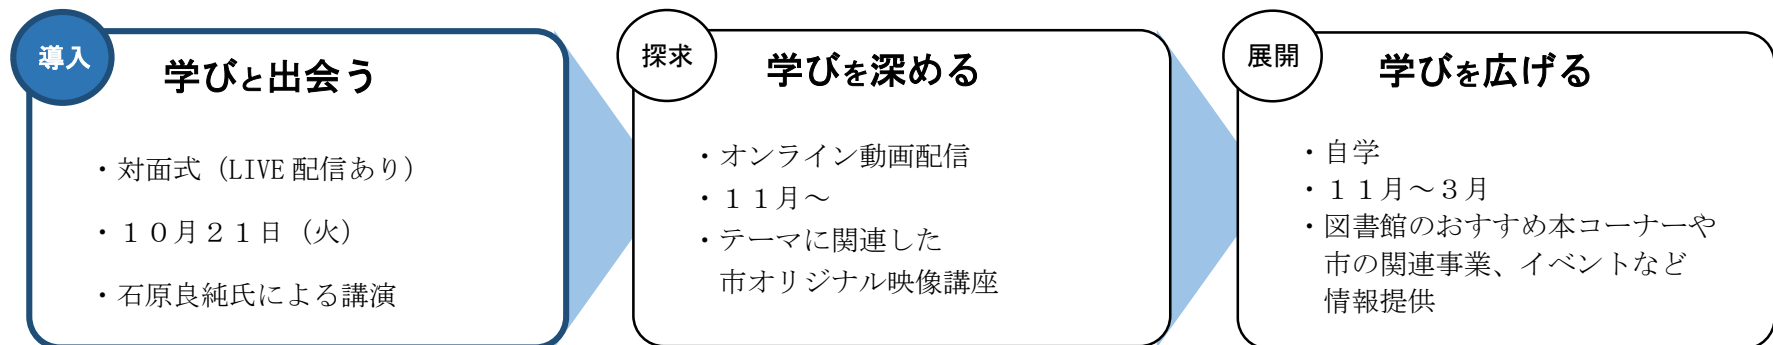 導入
学びと出会う
・対面式（LIVE 配信あり）
・１０月２１日（火）
・石原良純氏による講演
探求
学びを深める
・オンライン動画配信
・１１月～
・テーマに関連した
市オリジナル映像講座
展開
学びを広げる
・自学
・１１月～３月
・図書館のおすすめ本コーナーや
市の関連事業、イベントなど
情報提供